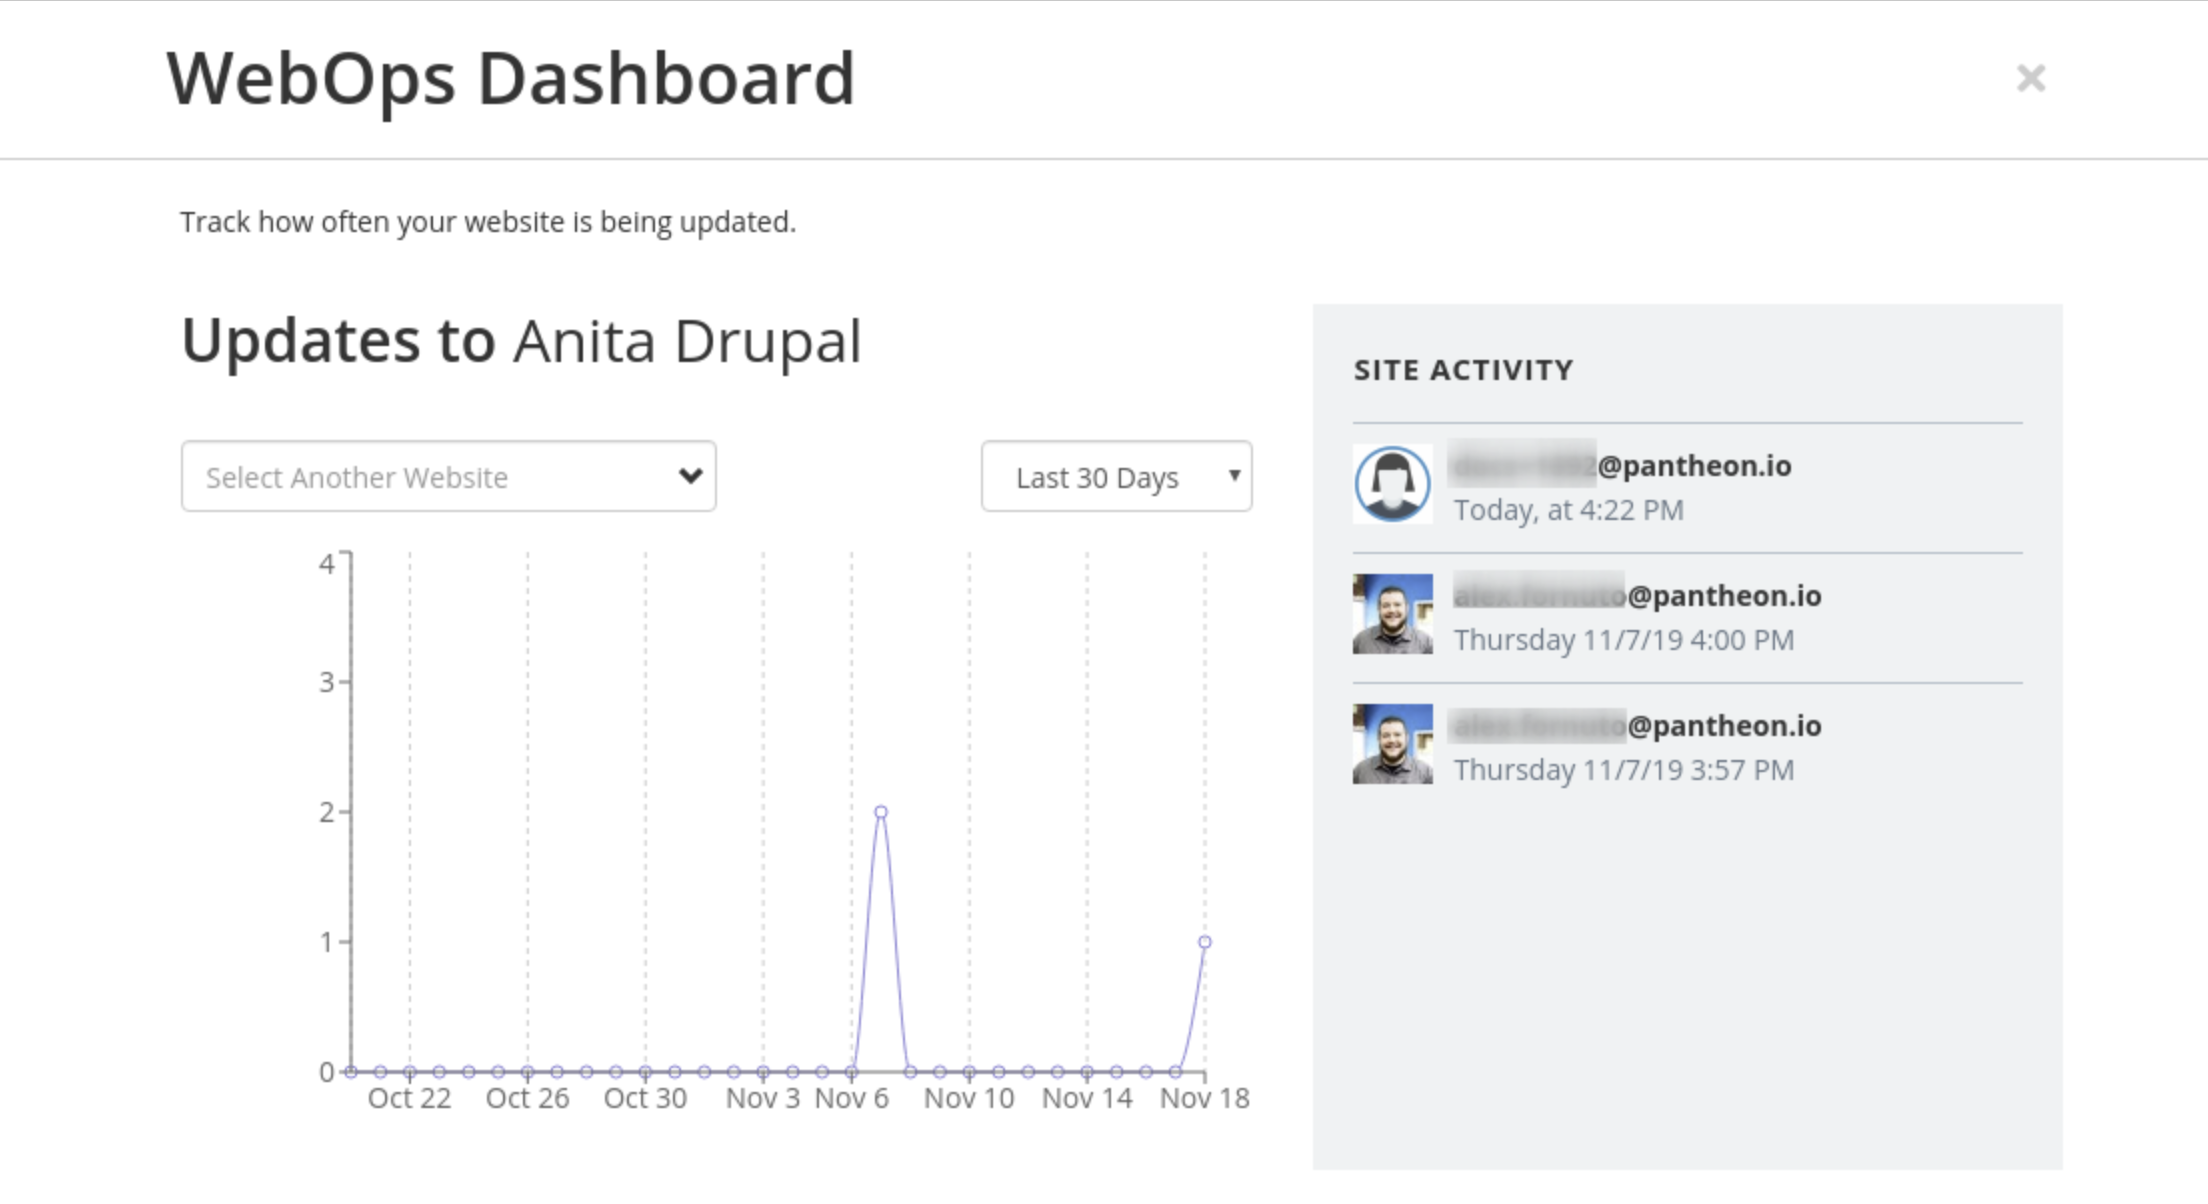 WebOps Dashboard
Track how often your website is being updated.
Updates to Anita Drupal
Select Another Website
Last 30 Days
4
3
2
1
0
Oct 22 Oct 26 Oct 30 Nov 3 Nov 6 Nov 10 Nov 14 Nov 18
SITE ACTIVITY
@pantheon.io
Today, at 4:22 PM
@pantheon.io
Thursday 11/7/19 4:00 PM
@pantheon.io
Thursday 11/7/19 3:57 PM